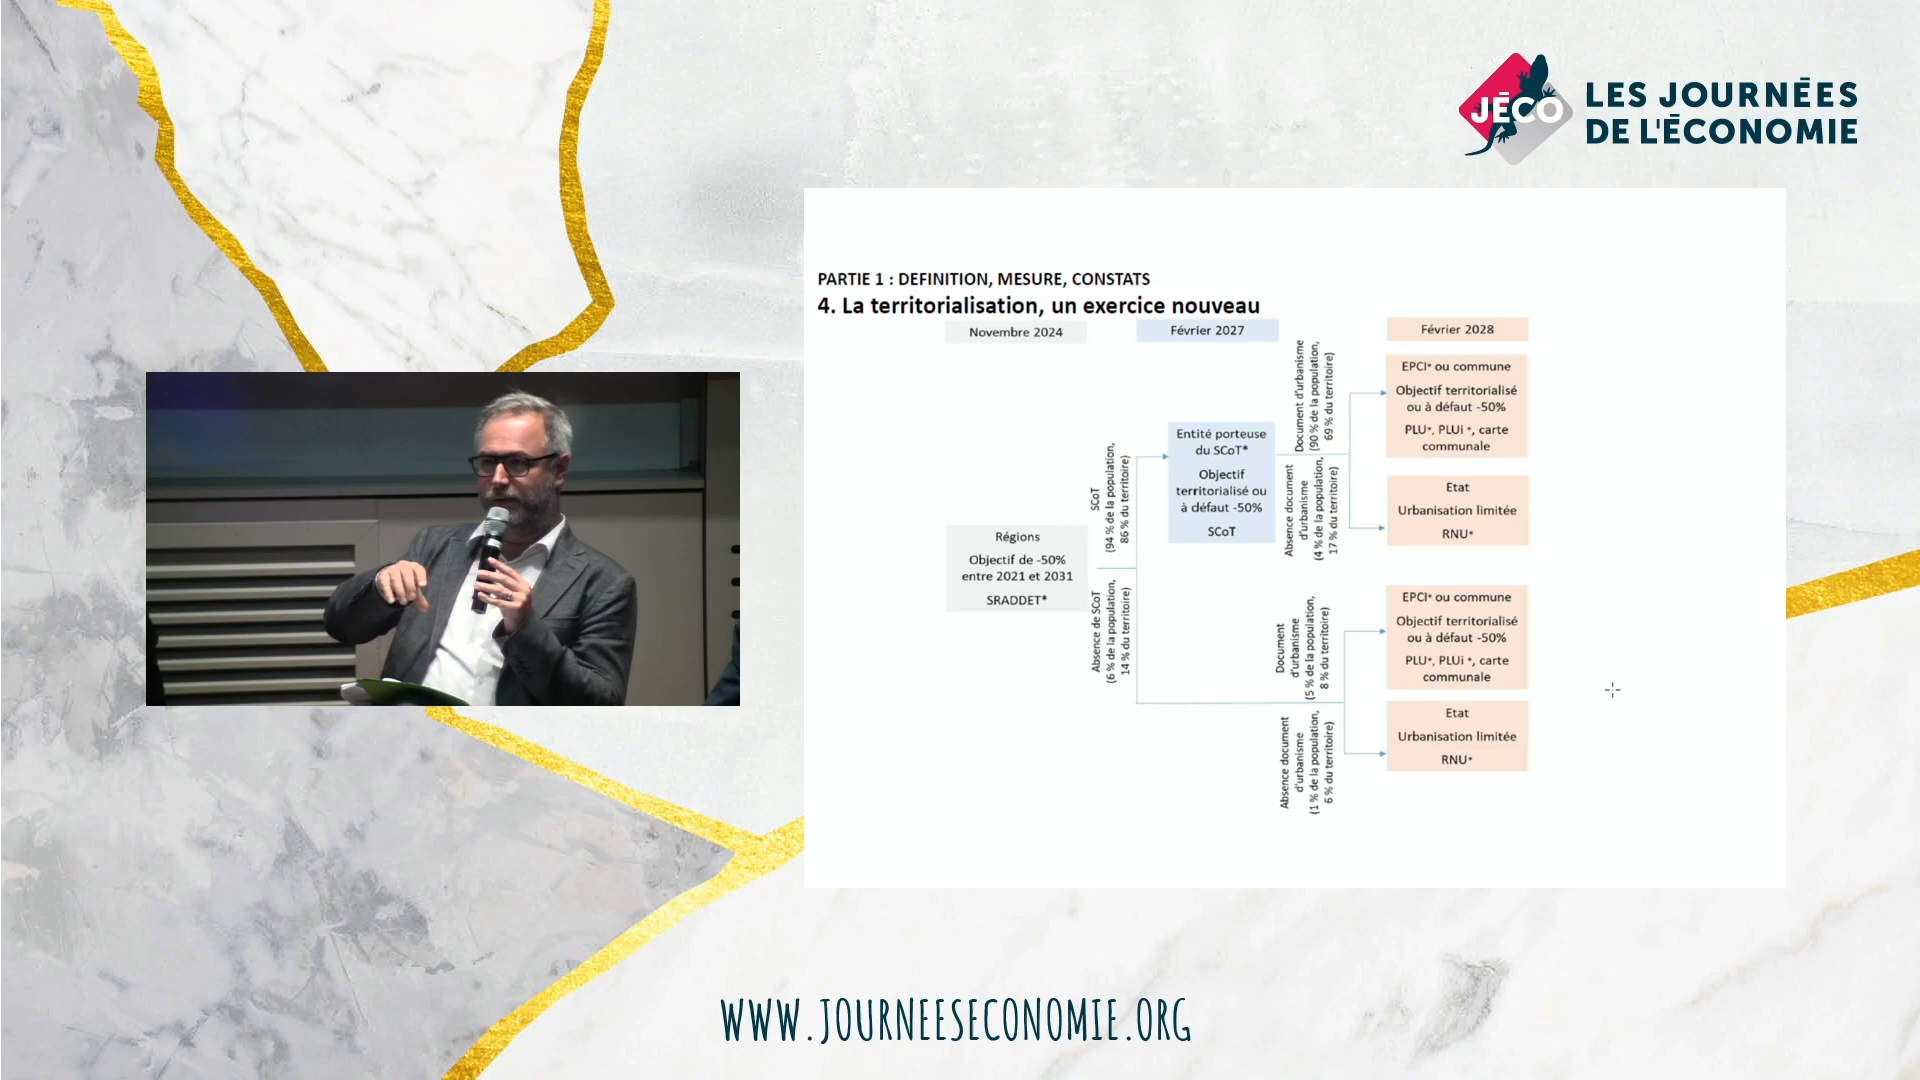 JÉCO
LES JOURNÉES
DE L'ÉCONOMIE
PARTIE 1 : DEFINITION, MESURE, CONSTATS
4. La territorialisation, un exercice nouveau
Novembre 2024
Février 2027
Février 2028
Régions
Objectif de -50%
entre 2021 et 2031
SRADDET*
SCoT
(94 % de la population,
86 % du territoire)
Absence de SCoT
(6 % de la population,
14 % du territoire)
Entité porteuse
du SCoT*
Objectif
territorialisé ou
à défaut -50%
SCoT
Document d'urbanisme
(90 % de la population,
69 % du territoire)
Absence document
d'urbanisme
(4 % de la population,
17 % du territoire)
Document
d'urbanisme
(5 % de la population,
8 % du territoire)
Absence document
d'urbanisme
(1 % de la population,
6 % du territoire)
EPCI* ou commune
Objectif territorialisé
ou à défaut -50%
PLU*, PLUi *, carte
communale
Etat
Urbanisation limitée
RNU*
EPCI* ou commune
Objectif territorialisé
ou à défaut -50%
PLU*, PLUi *, carte
communale
Etat
Urbanisation limitée
RNU*
WWW.JOURNEESECONOMIE.ORG